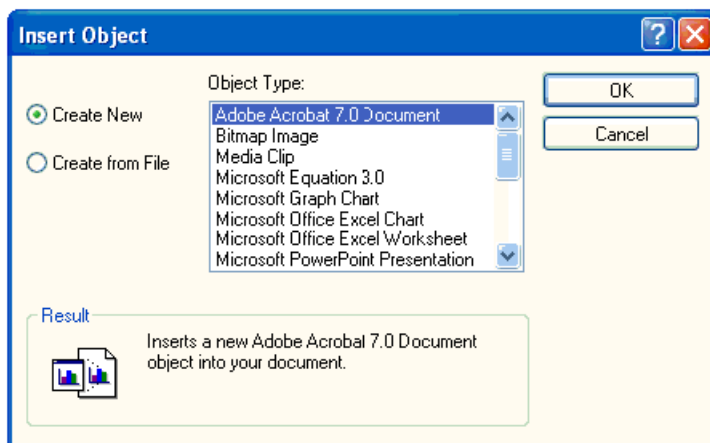 Insert Object
Object Type:
Create New
Create from File
Adobe Acrobat 7.0 Document
Bitmap Image
Media Clip
Microsoft Equation 3.0
Microsoft Graph Chart
Microsoft Office Excel Chart
Microsoft Office Excel Worksheet
Microsoft PowerPoint Presentation
OK
Cancel
Result
Inserts a new Adobe Acrobat 7.0 Document
object into your document.